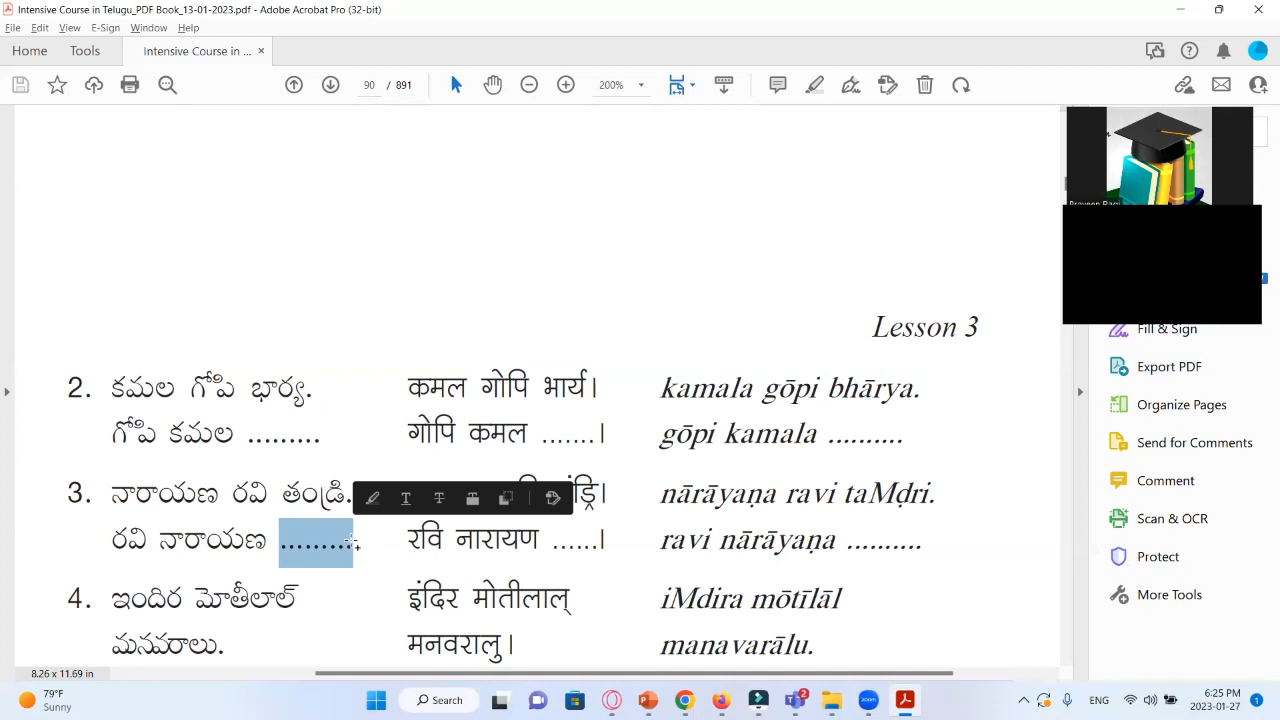 Intensive Course in Telugu_PDF Book_13-01-2023.pdf - Adobe Acrobat Pro (32-bit)
File Edit View E-Sign Window Help
Home Tools Intensive Course in ... ×
90 / 891 200%
Lesson 3
2. కమల గోపి భార్య. कमल गोपि भार्य। kamala gōpi bhārya.
గోపి కమల ......... गोपि कमल .......। gōpi kamala ..........
3. నారాయణ రవి తండ్రి. nārāyaṇa ravi taMḍri.
రవి నారాయణ ......... रवि नारायण ......। ravi nārāyaṇa ..........
4. ఇందిర మోతీలాల్ इंदिर मोतीलाल् iMdira mōtīlāl
మనవరాలు. मनवरालु। manavarālu.
Fill & Sign
Export PDF
Organize Pages
Send for Comments
Comment
Scan & OCR
Protect
More Tools
8.26 x 11.69 in
79°F
Sunny
Search
zoom
2
ENG
6:25 PM
2023-01-27
1